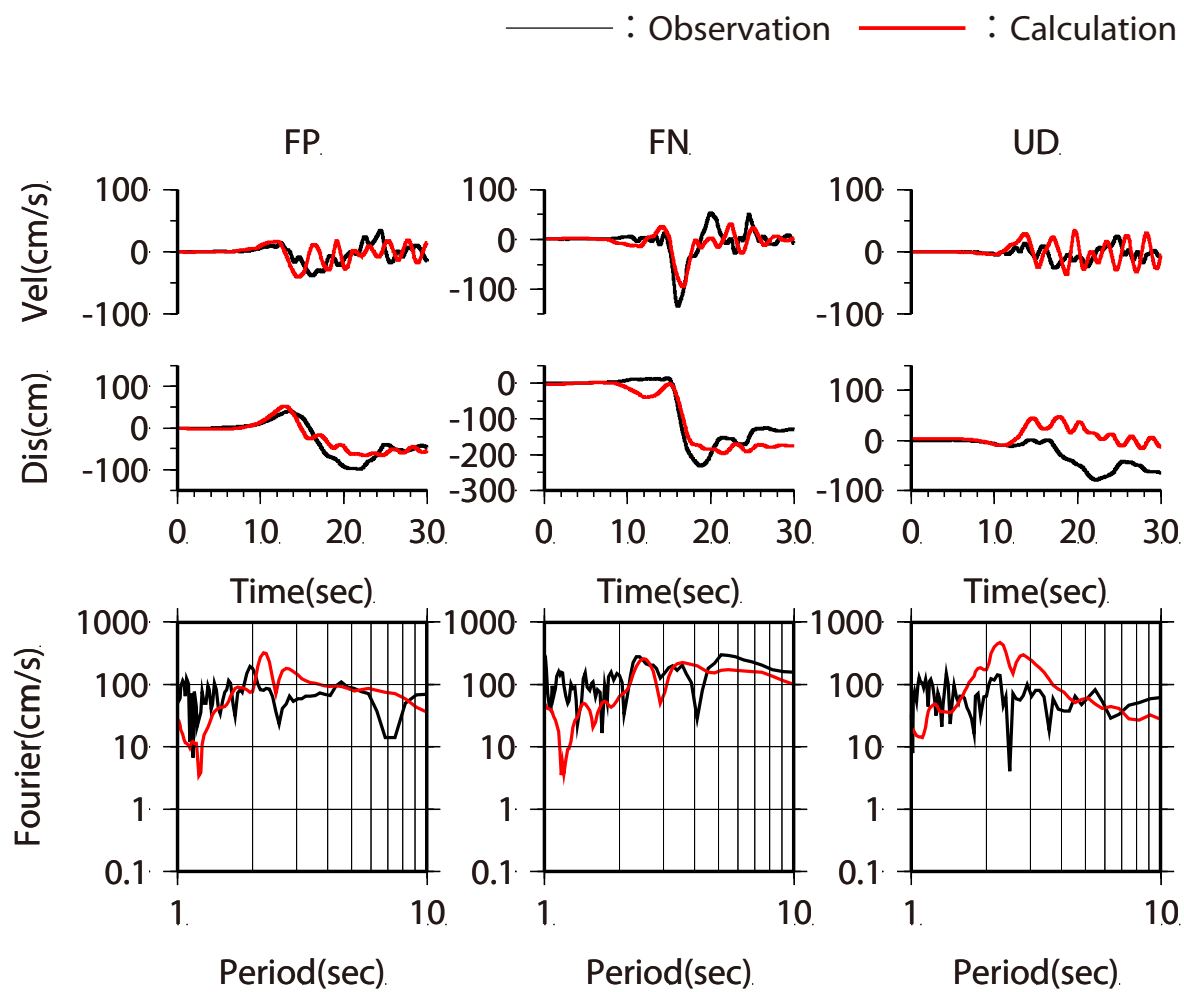 : Observation : Calculation
FP. FN. UD.
Vel(cm/s).
100. 0. -100.
100. 0. -100.
100. 0. -100.
Dis(cm).
100. 0. -100.
0. -100. -200. -300.
100. 0. -100.
0. 10. 20. 30.
0. 10. 20. 30.
0. 10. 20. 30.
Time(sec). Time(sec). Time(sec).
Fourier(cm/s).
1000. 100. 10. 1. 0.1.
1000. 100. 10. 1. 0.1.
1000. 100. 10. 1. 0.1.
1. 10. 1. 10. 1. 10.
Period(sec). Period(sec). Period(sec).